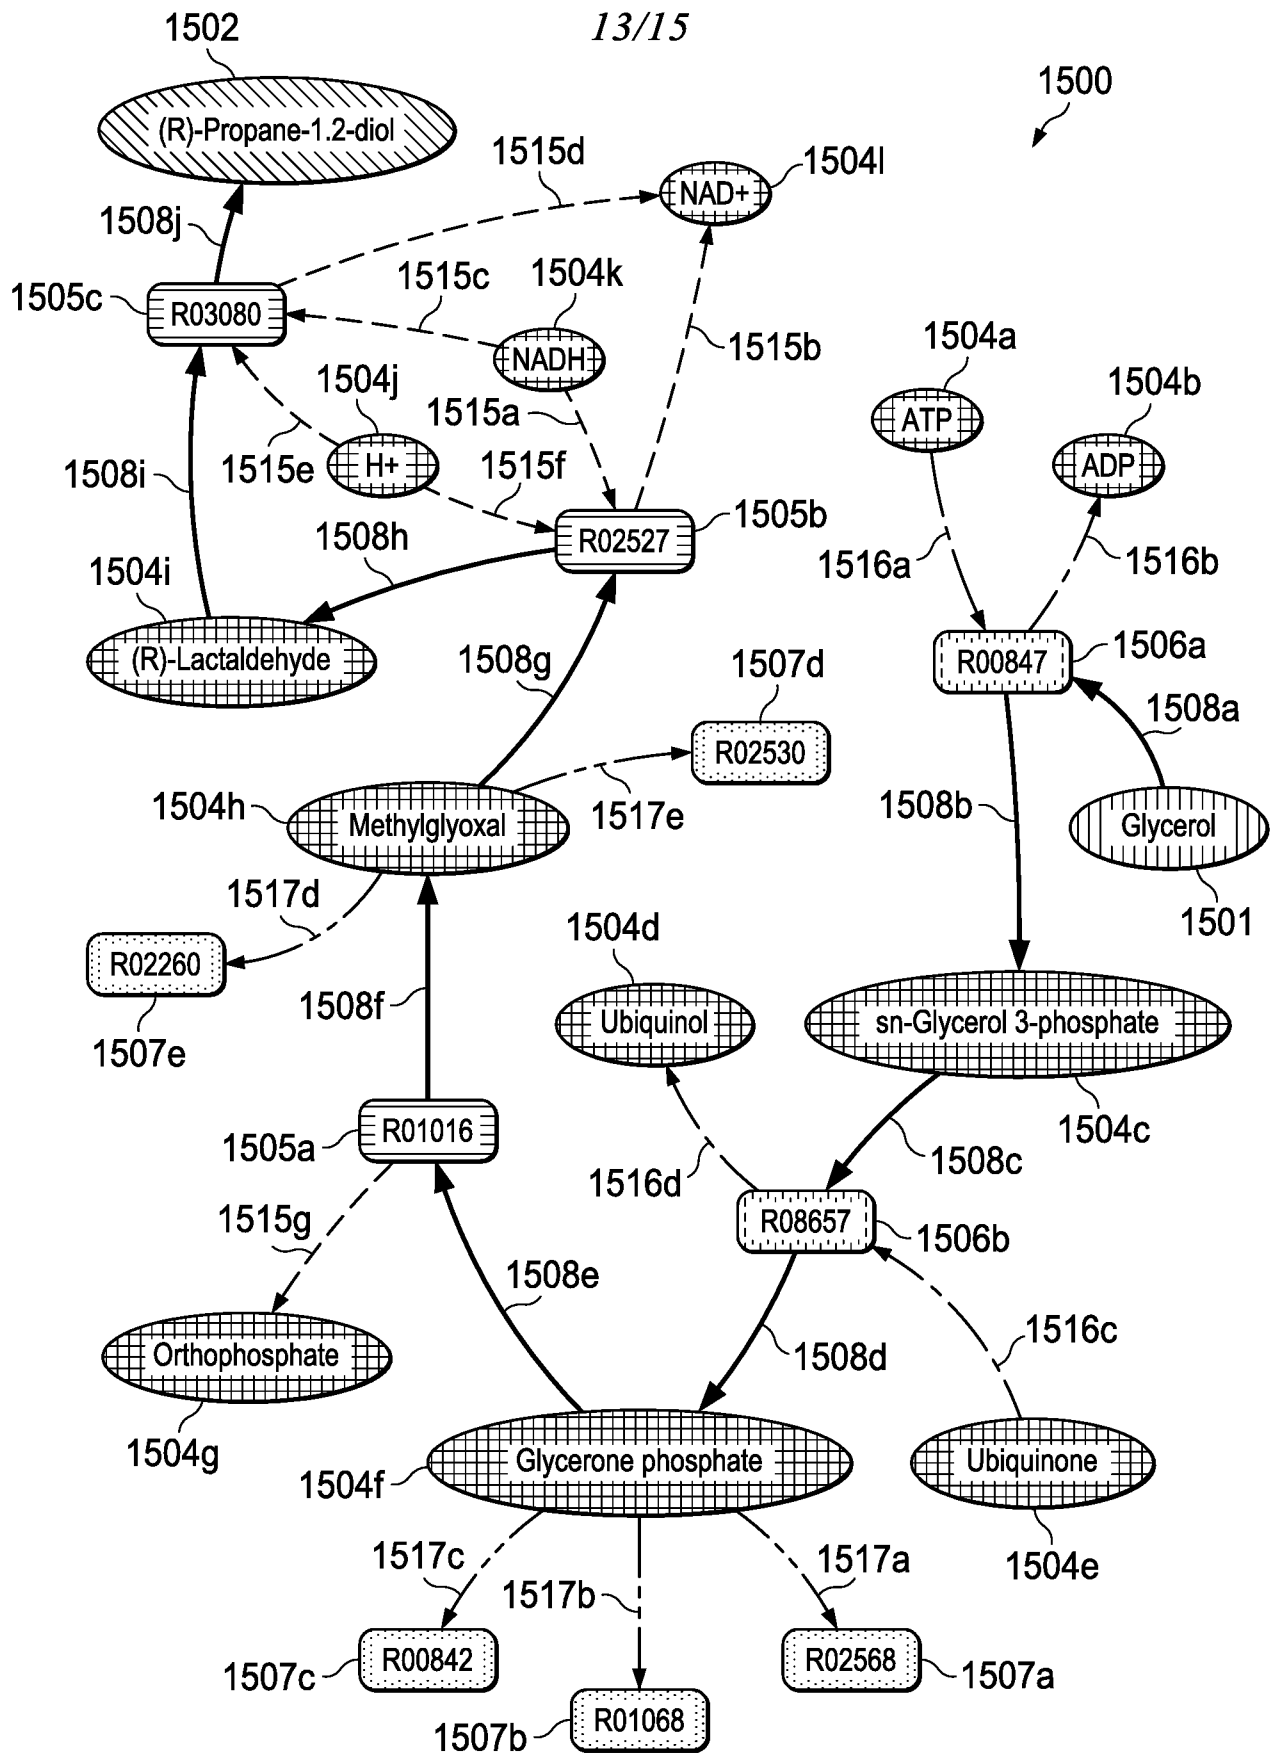 13/15
1502
1500
(R)-Propane-1.2-diol
1515d
1504l
NAD+
1508j
1515c
1504k
1505c
R03080
1515b
1504a
NADH
1504j
1515a
1504b
ATP
1508i
1515e
H+
1515f
ADP
1505b
1508h
R02527
1516a
1516b
1504i
(R)-Lactaldehyde
1508g
1507d
R00847
1506a
1508a
R02530
1504h
Methylglyoxal
1517e
1508b
Glycerol
1517d
1501
1504d
R02260
1508f
Ubiquinol
sn-Glycerol 3-phosphate
1507e
1505a
R01016
1504c
1508c
1516d
1515g
R08657
1506b
1508e
1516c
Orthophosphate
1508d
1504g
1504f
Glycerone phosphate
Ubiquinone
1517c
1517a
1504e
1517b
1507c
R00842
R02568
1507a
1507b
R01068